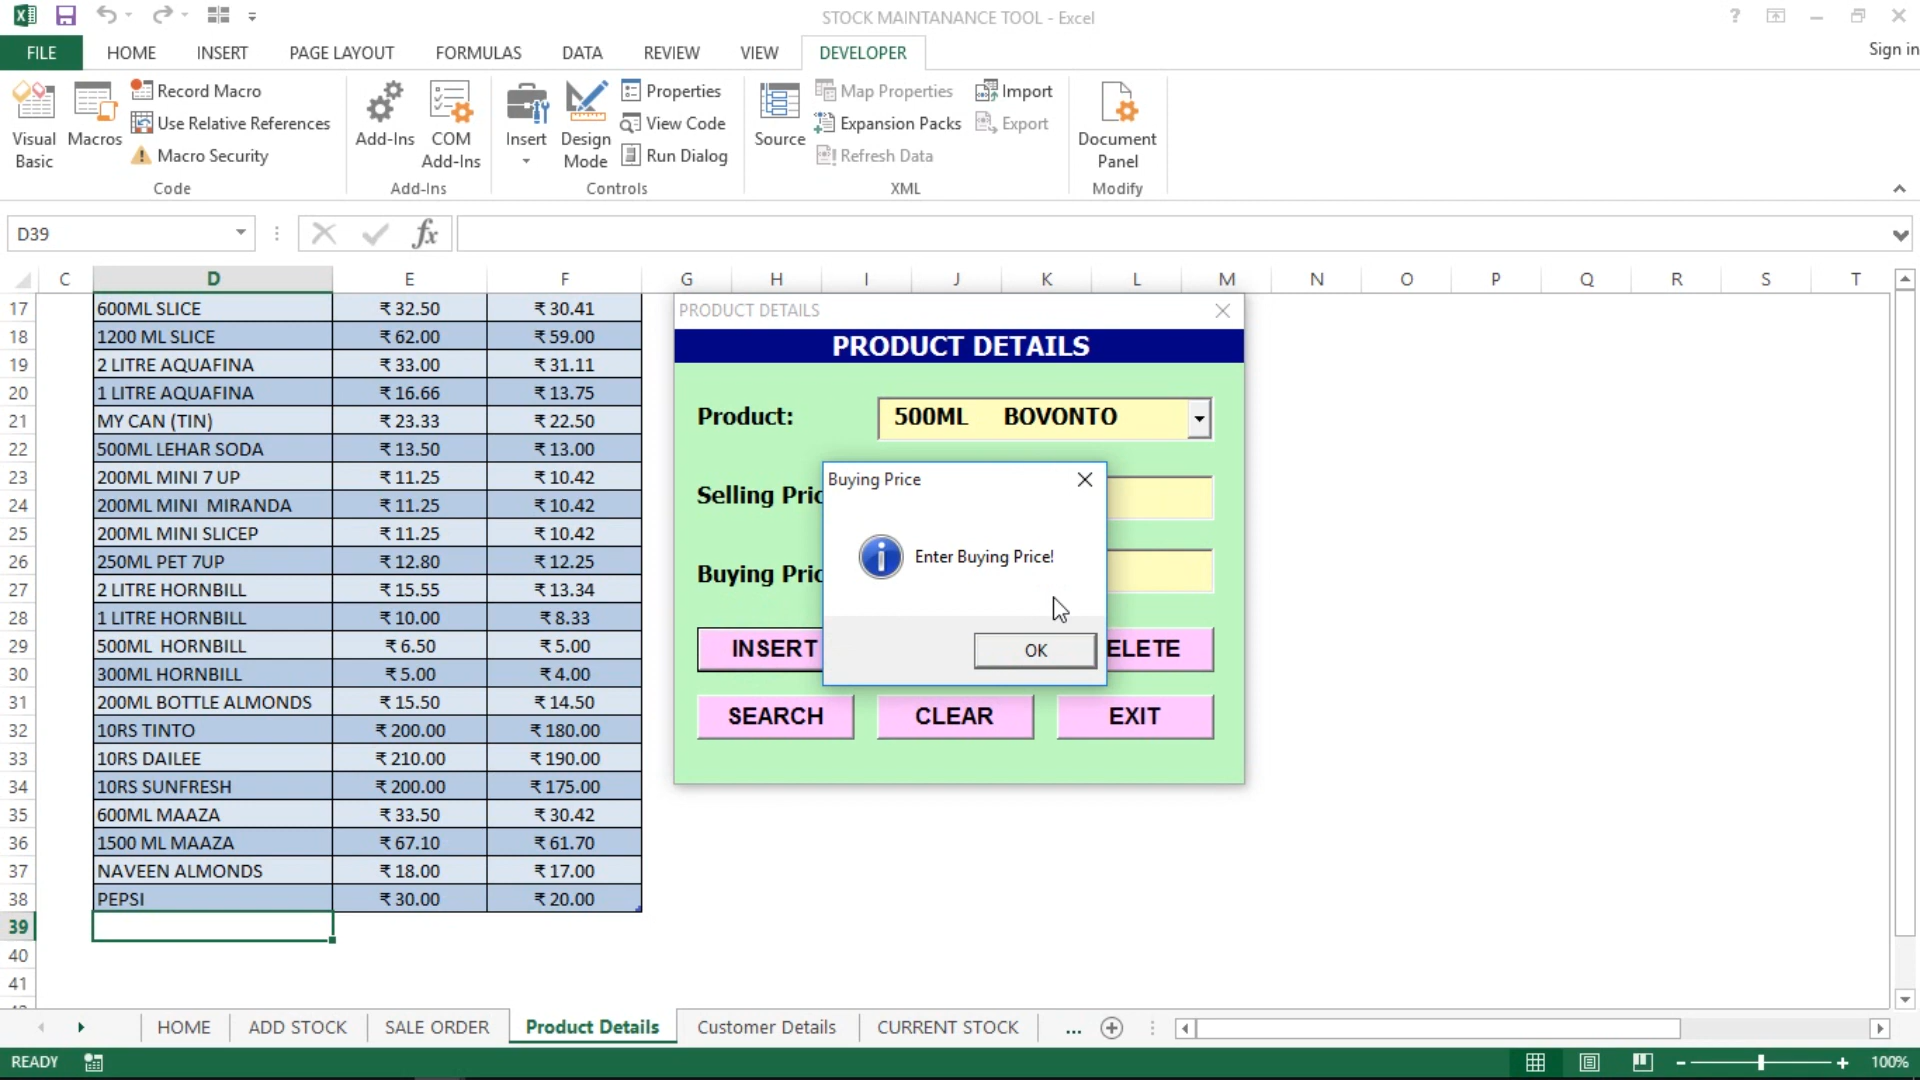 STOCK MAINTANANCE TOOL - Excel
Sign in
FILE HOME INSERT PAGE LAYOUT FORMULAS DATA REVIEW VIEW DEVELOPER
Visual Basic
Macros
Record Macro
Use Relative References
Macro Security
Code
Add-Ins
COM Add-Ins
Add-Ins
Insert
Design Mode
Properties
View Code
Run Dialog
Controls
Source
Map Properties
Expansion Packs
Refresh Data
Import
Export
XML
Document Panel
Modify
D39
fx
C D E F G H I J K L M N O P Q R S T
17 600ML SLICE ₹ 32.50 ₹ 30.41
18 1200 ML SLICE ₹ 62.00 ₹ 59.00
19 2 LITRE AQUAFINA ₹ 33.00 ₹ 31.11
20 1 LITRE AQUAFINA ₹ 16.66 ₹ 13.75
21 MY CAN (TIN) ₹ 23.33 ₹ 22.50
22 500ML LEHAR SODA ₹ 13.50 ₹ 13.00
23 200ML MINI 7 UP ₹ 11.25 ₹ 10.42
24 200ML MINI  MIRANDA ₹ 11.25 ₹ 10.42
25 200ML MINI SLICEP ₹ 11.25 ₹ 10.42
26 250ML PET 7UP ₹ 12.80 ₹ 12.25
27 2 LITRE HORNBILL ₹ 15.55 ₹ 13.34
28 1 LITRE HORNBILL ₹ 10.00 ₹ 8.33
29 500ML  HORNBILL ₹ 6.50 ₹ 5.00
30 300ML HORNBILL ₹ 5.00 ₹ 4.00
31 200ML BOTTLE ALMONDS ₹ 15.50 ₹ 14.50
32 10RS TINTO ₹ 200.00 ₹ 180.00
33 10RS DAILEE ₹ 210.00 ₹ 190.00
34 10RS SUNFRESH ₹ 200.00 ₹ 175.00
35 600ML MAAZA ₹ 33.50 ₹ 30.42
36 1500 ML MAAZA ₹ 67.10 ₹ 61.70
37 NAVEEN ALMONDS ₹ 18.00 ₹ 17.00
38 PEPSI ₹ 30.00 ₹ 20.00
39
40
41
PRODUCT DETAILS
PRODUCT DETAILS
Product: 500ML BOVONTO
Selling Pric
Buying Pric
INSERT ELETE
SEARCH CLEAR EXIT
Buying Price
Enter Buying Price!
OK
HOME ADD STOCK SALE ORDER Product Details Customer Details CURRENT STOCK ...
READY 100%